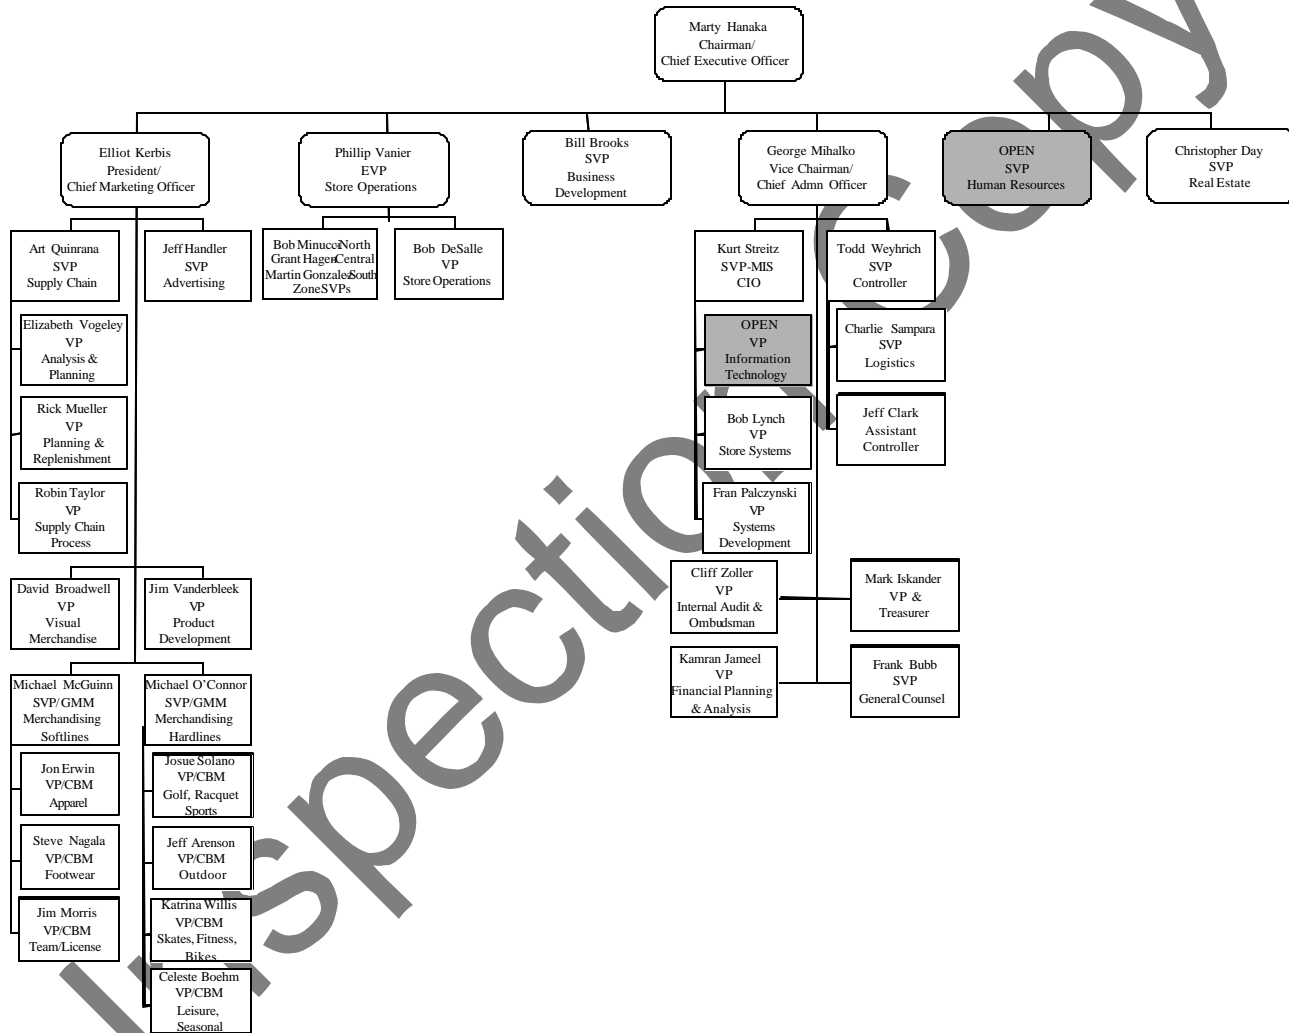 Marty Hanaka
Chairman/
Chief Executive Officer
Elliot Kerbis
President/
Chief Marketing Officer
Phillip Vanier
EVP
Store Operations
Bill Brooks
SVP
Business
Development
George Mihalko
Vice Chairman/
Chief Admn Officer
OPEN
SVP
Human Resources
Christopher Day
SVP
Real Estate
Art Quinrana
SVP
Supply Chain
Jeff Handler
SVP
Advertising
Bob Minucci North
Grant Hagen Central
Martin Gonzalez South
Zone SVPs
Bob DeSalle
VP
Store Operations
Kurt Streitz
SVP-MIS
CIO
Todd Weyhrich
SVP
Controller
Elizabeth Vogeley
VP
Analysis &
Planning
OPEN
VP
Information
Technology
Charlie Sampara
SVP
Logistics
Rick Mueller
VP
Planning &
Replenishment
Bob Lynch
VP
Store Systems
Jeff Clark
Assistant
Controller
Robin Taylor
VP
Supply Chain
Process
Fran Palczynski
VP
Systems
Development
David Broadwell
VP
Visual
Merchandise
Jim Vanderbleek
VP
Product
Development
Cliff Zoller
VP
Internal Audit &
Ombudsman
Mark Iskander
VP &
Treasurer
Kamran Jameel
VP
Financial Planning
& Analysis
Frank Bubb
SVP
General Counsel
Michael McGuinn
SVP/GMM
Merchandising
Softlines
Michael O'Connor
SVP/GMM
Merchandising
Hardlines
Jon Erwin
VP/CBM
Apparel
Josue Solano
VP/CBM
Golf, Racquet
Sports
Steve Nagala
VP/CBM
Footwear
Jeff Arenson
VP/CBM
Outdoor
Jim Morris
VP/CBM
Team/License
Katrina Willis
VP/CBM
Skates, Fitness,
Bikes
Celeste Boehm
VP/CBM
Leisure,
Seasonal
Inspection Copy